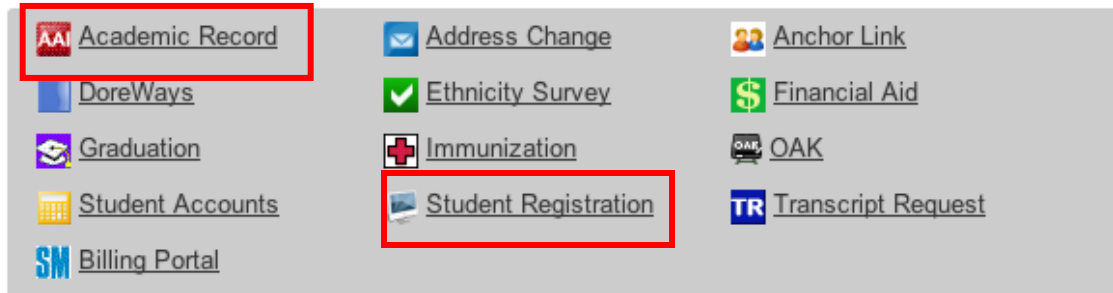 AAI Academic Record Address Change Anchor Link
DoreWays Ethnicity Survey $ Financial Aid
Graduation Immunization OAK OAK
Student Accounts Student Registration TR Transcript Request
SM Billing Portal